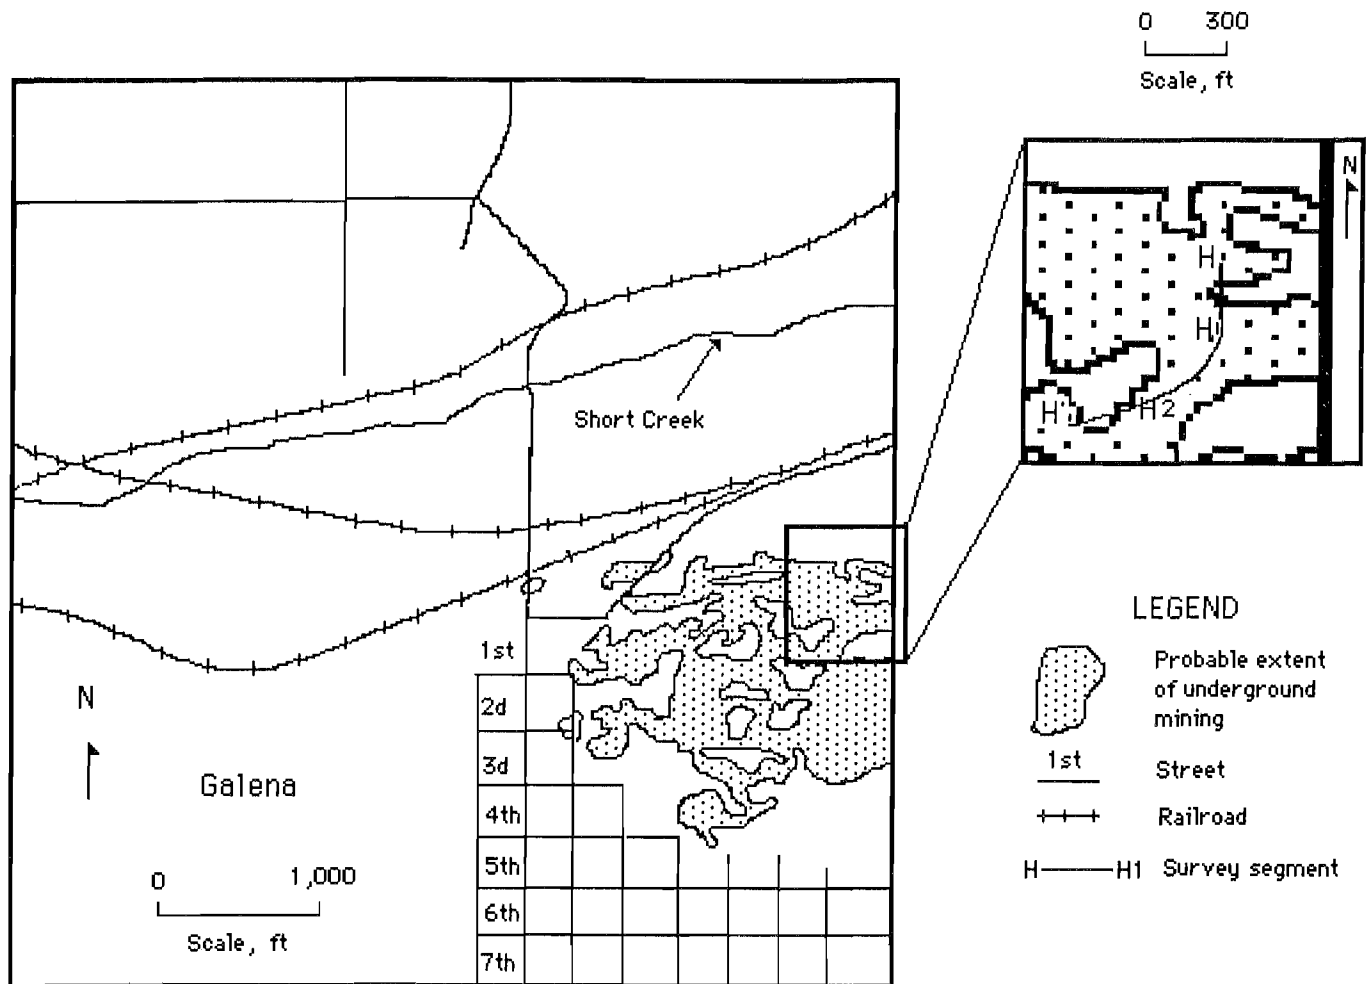 0 300
Scale, ft
N
H
H1
H2
H'
Short Creek
LEGEND
Probable extent
of underground
mining
1st
Street
Railroad
H H1 Survey segment
N
Galena
0 1,000
Scale, ft
1st
2d
3d
4th
5th
6th
7th